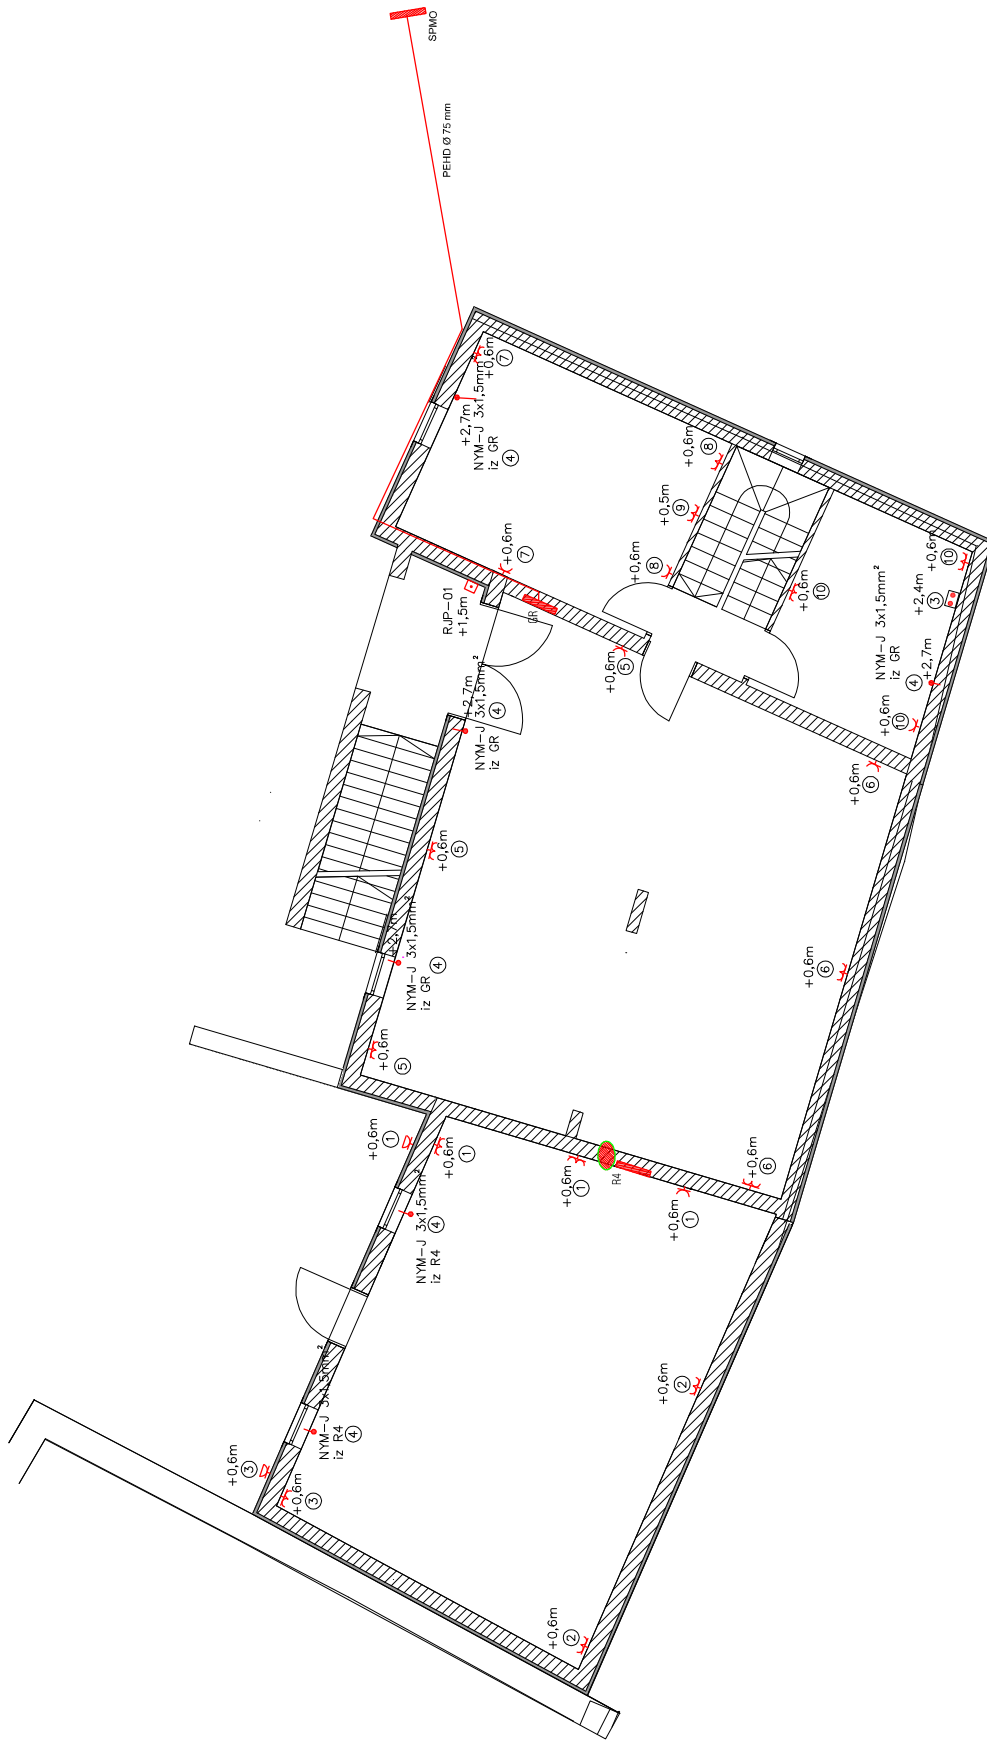 SPMO
PEHD Ø 75 mm
+0,6m
7
+2,7m
NYM-J 3x1,5mm²
iz GR
4
+0,6m
8
+0,5m
9
+0,6m
8
+0,6m
7
RJP-01
+1,5m
GR
+0,6m
10
+0,6m
10
+2,4m
3
NYM-J 3x1,5mm²
iz GR
4
+2,7m
+0,6m
10
+0,6m
5
+0,6m
6
+2,7m
NYM-J 3x1,5mm²
iz GR
4
+0,6m
5
+2,7m
NYM-J 3x1,5mm²
iz GR
4
+0,6m
5
+0,6m
6
+0,6m
1
+0,6m
1
+0,6m
1
R4
+0,6m
1
+0,6m
6
NYM-J 3x1,5mm²
iz R4
4
NYM-J 3x1,5mm²
iz R4
4
+0,6m
2
+0,6m
3
+0,6m
3
+0,6m
2